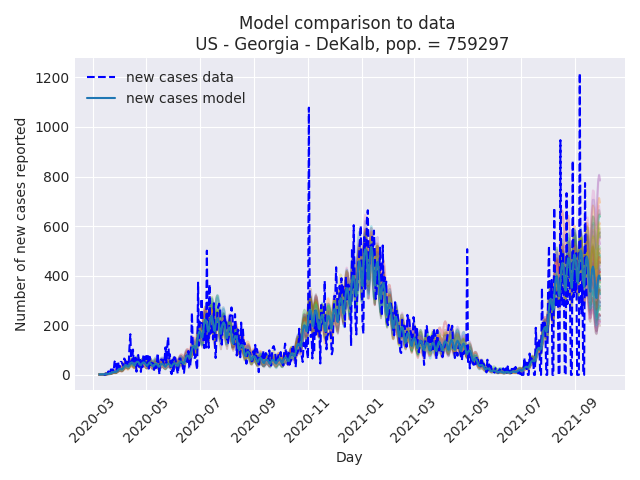 Model comparison to data
US - Georgia - DeKalb, pop. = 759297
new cases data
new cases model
Number of new cases reported
1200
1000
800
600
400
200
0
2020-03
2020-05
2020-07
2020-09
2020-11
2021-01
2021-03
2021-05
2021-07
2021-09
Day